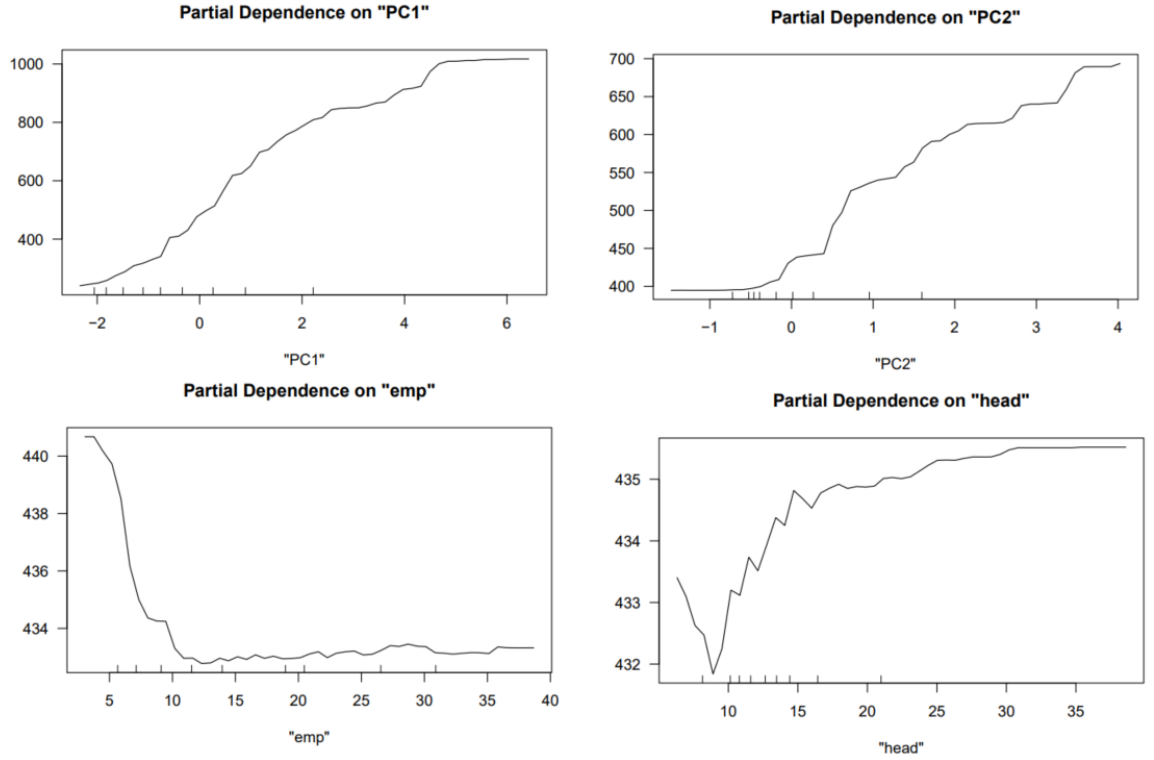 Partial Dependence on "PC1"
1000
800
600
400
−2 0 2 4 6
"PC1"
Partial Dependence on "PC2"
700
650
600
550
500
450
400
−1 0 1 2 3 4
"PC2"
Partial Dependence on "emp"
440
438
436
434
5 10 15 20 25 30 35 40
"emp"
Partial Dependence on "head"
435
434
433
432
10 15 20 25 30 35
"head"